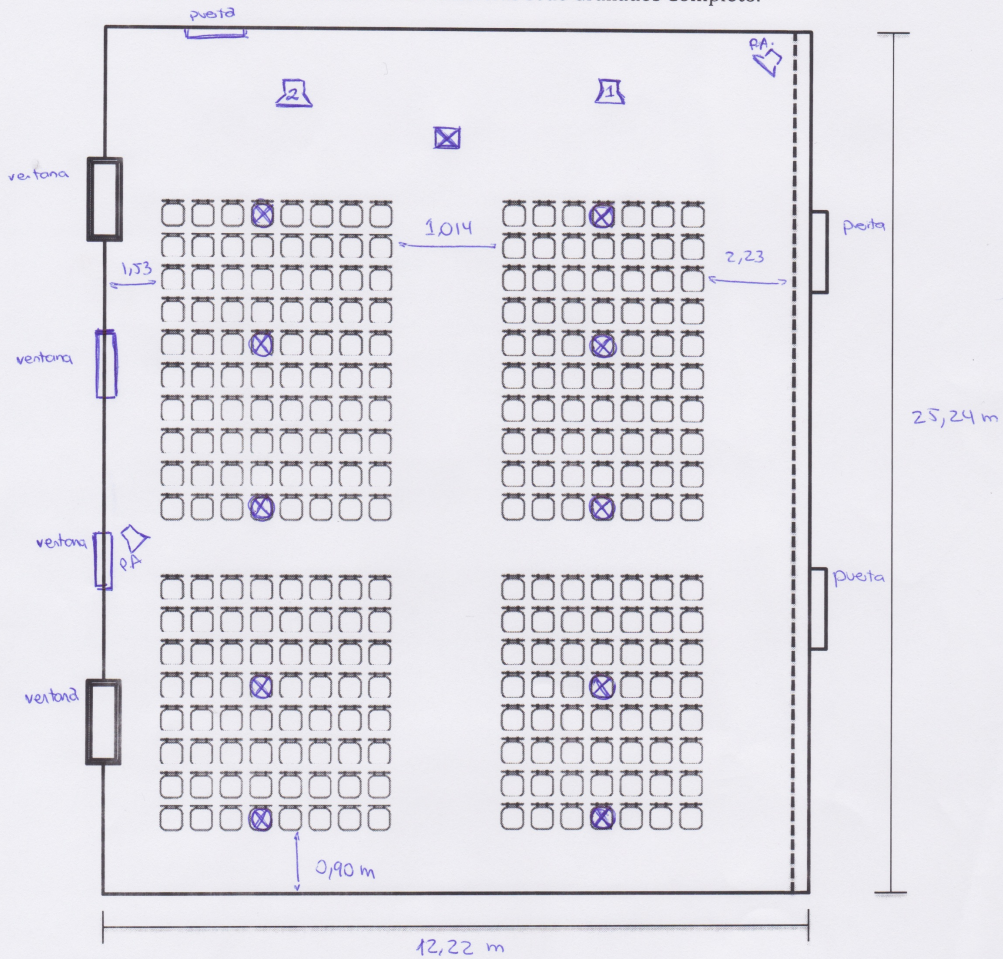 completo.
puerta
P.A.
2
1
ventana
1,014
puerta
2,23
1,53
ventana
25,24 m
ventana
P.A
puerta
ventana
0,90 m
12,22 m